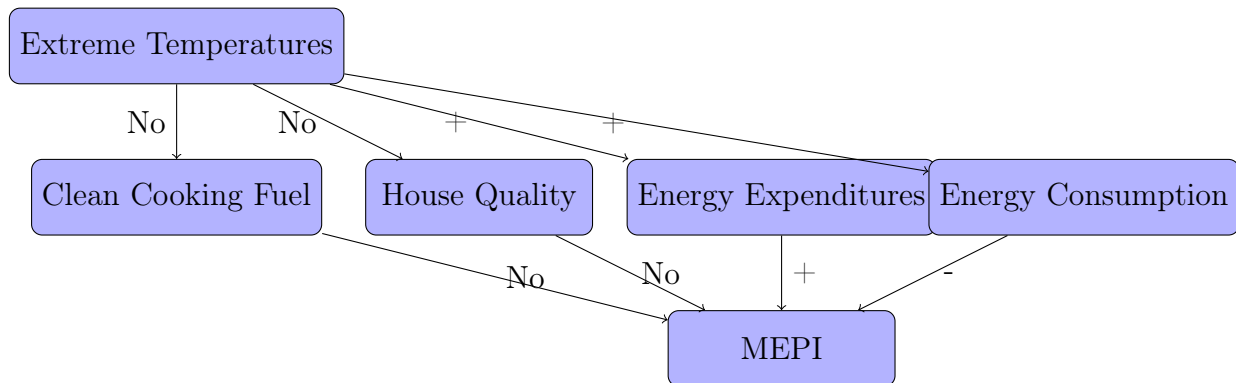 Extreme Temperatures
No
No
+
+
Clean Cooking Fuel
House Quality
Energy Expenditures
Energy Consumption
No
No
+
-
MEPI